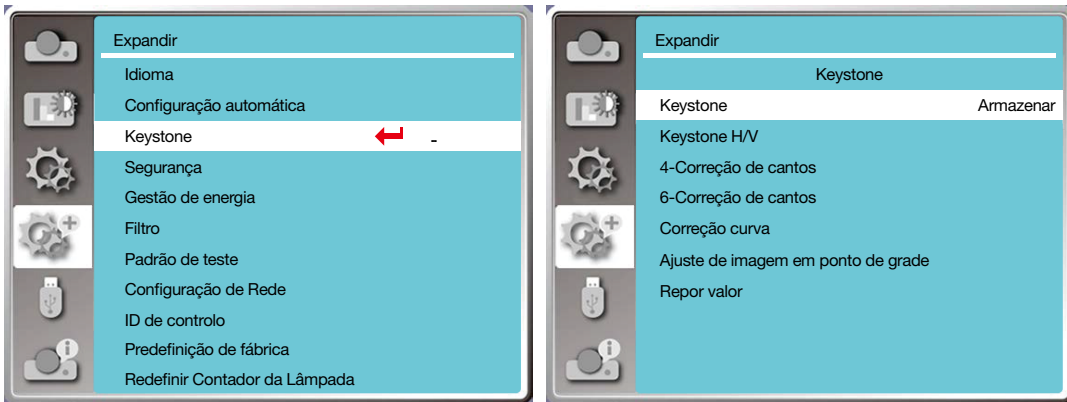 Expandir
Idioma
Configuração automática
Keystone -
Segurança
Gestão de energia
Filtro
Padrão de teste
Configuração de Rede
ID de controlo
Predefinição de fábrica
Redefinir Contador da Lâmpada
Expandir
Keystone
Keystone Armazenar
Keystone H/V
4-Correção de cantos
6-Correção de cantos
Correção curva
Ajuste de imagem em ponto de grade
Repor valor